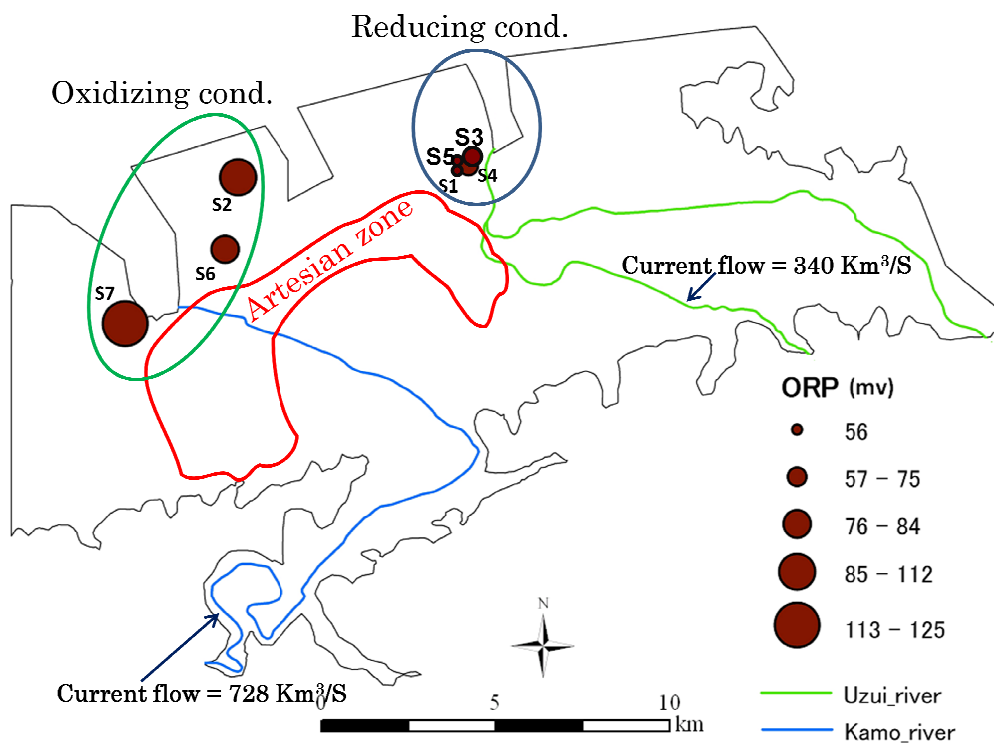 Reducing cond.
Oxidizing cond.
S3
S5
S4
S1
S2
S6
S7
Artesian zone
Current flow = 340 Km³/S
ORP (mv)
56
57 – 75
76 – 84
85 – 112
113 – 125
N
Current flow = 728 Km³/S
0
5
10
km
Uzui_river
Kamo_river